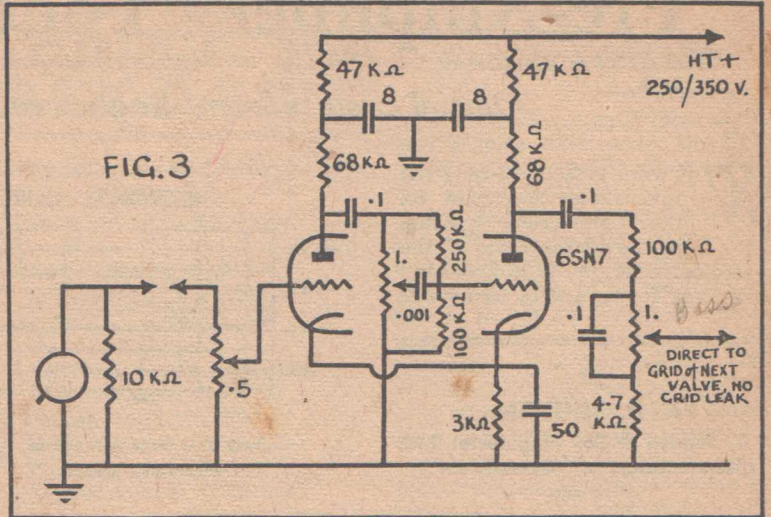 FIG. 3
HT+
250/350 V.
47 KΩ
8
8
47 KΩ
68 KΩ
68 KΩ
.1
1.
.001
250 KΩ
100 KΩ
6SN7
.1
100 KΩ
.1
1.
Bass
DIRECT TO
GRID of NEXT
VALVE, NO
GRID LEAK
4.7
KΩ
10 KΩ
.5
3KΩ
50